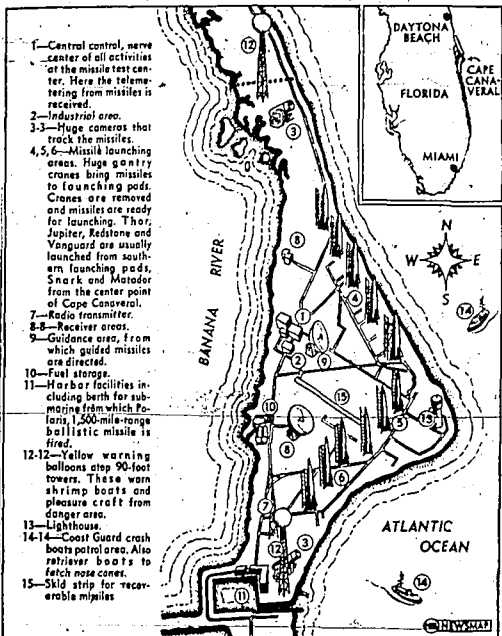 1—Central control, nerve
center of all activities
at the missile test cen-
ter. Here the teleme-
tering from missiles is
received.
2—Industrial area.
3-3—Huge cameras that
track the missiles.
4,5,6—Missile launching
areas. Huge gantry
cranes bring missiles
to launching pads.
Cranes are removed
and missiles are ready
for launching. Thor,
Jupiter, Redstone and
Vanguard are usually
launched from south-
ern launching pads,
Snark and Matador
from the center point
of Cape Canaveral.
7—Radio transmitter.
8-8—Receiver areas.
9—Guidance area, from
which guided missiles
are directed.
10—Fuel storage.
11—Harbor facilities in-
cluding berth for sub-
marine from which Po-
laris, 1,500-mile-range
ballistic missile is
fired.
12-12—Yellow warning
balloons atop 90-foot
towers. These warn
shrimp boats and
pleasure craft from
danger area.
13—Lighthouse.
14-14—Coast Guard crash
boats patrol area. Also
retriever boats to
fetch nose cones.
15—Skid strip for recov-
erable missiles
DAYTONA
BEACH
CAPE
CANA-
VERAL
FLORIDA
MIAMI
N
W E
S
BANANA RIVER
ATLANTIC
OCEAN
12
3
8
4
14
1
2
9
15
10
8
5
13
6
7
12
3
11
14
NEWSMAP